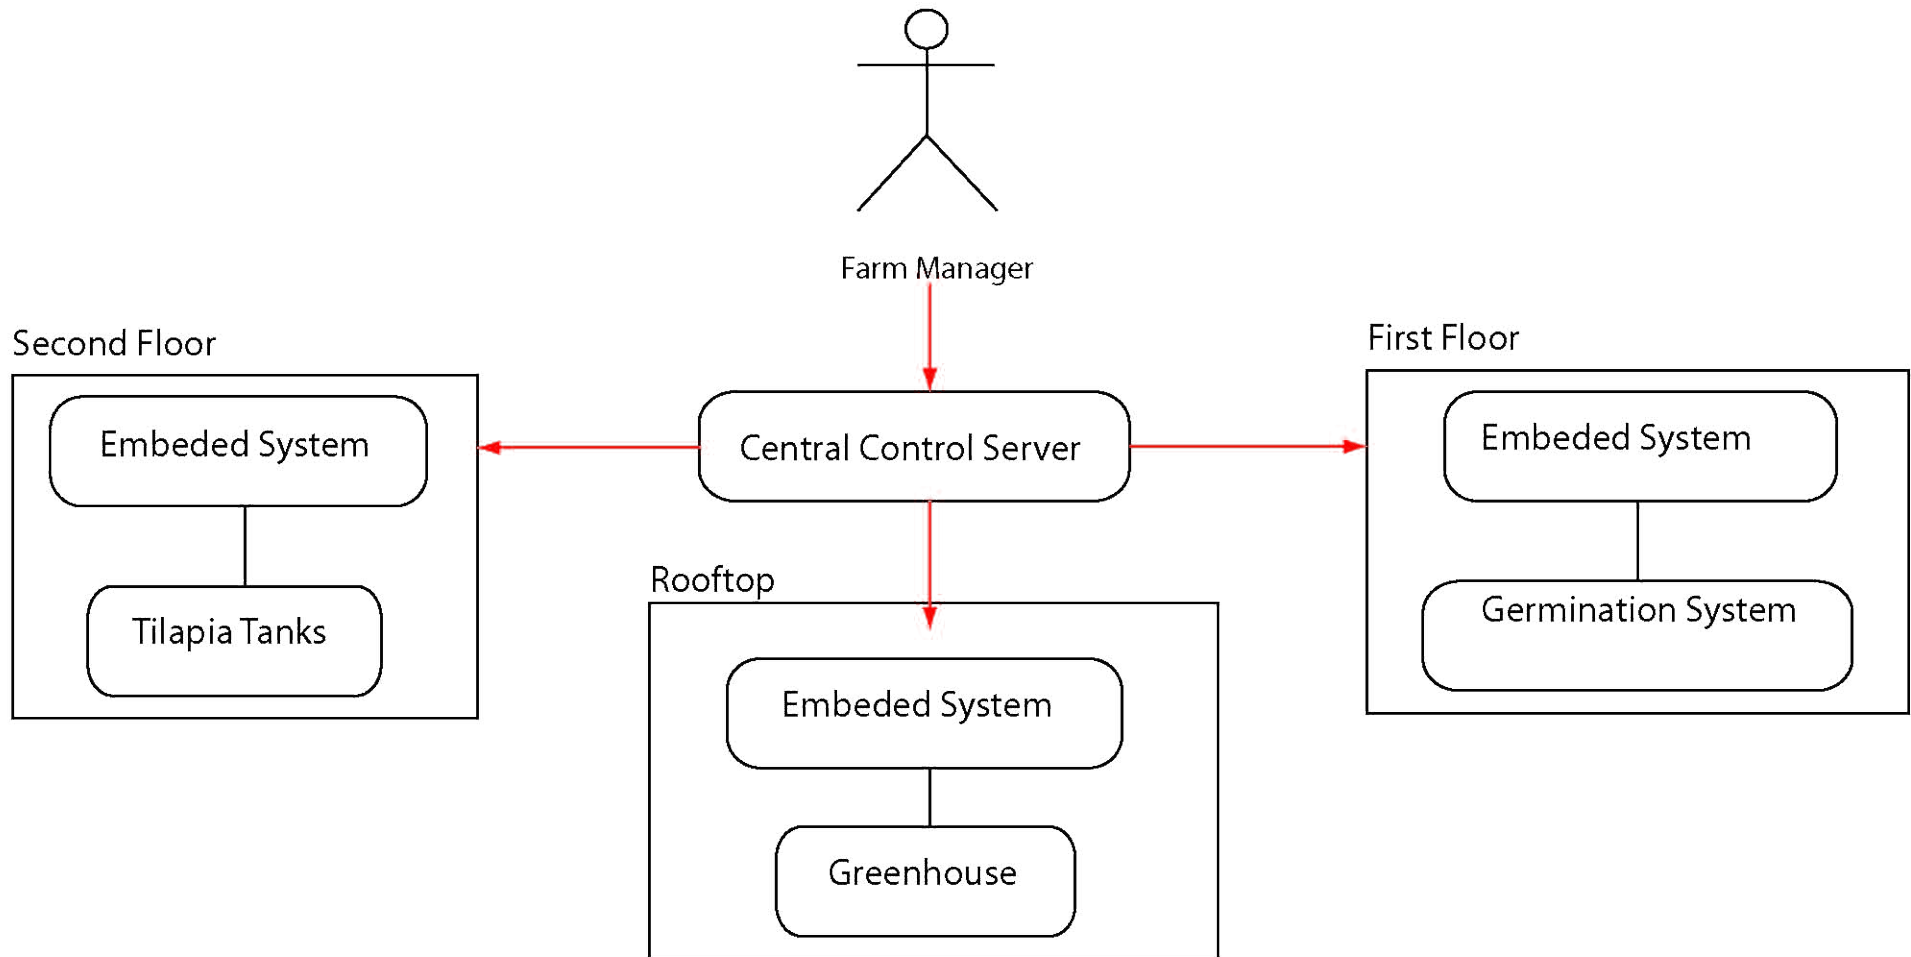 Farm Manager
Second Floor
Embeded System
Tilapia Tanks
Central Control Server
First Floor
Embeded System
Germination System
Rooftop
Embeded System
Greenhouse